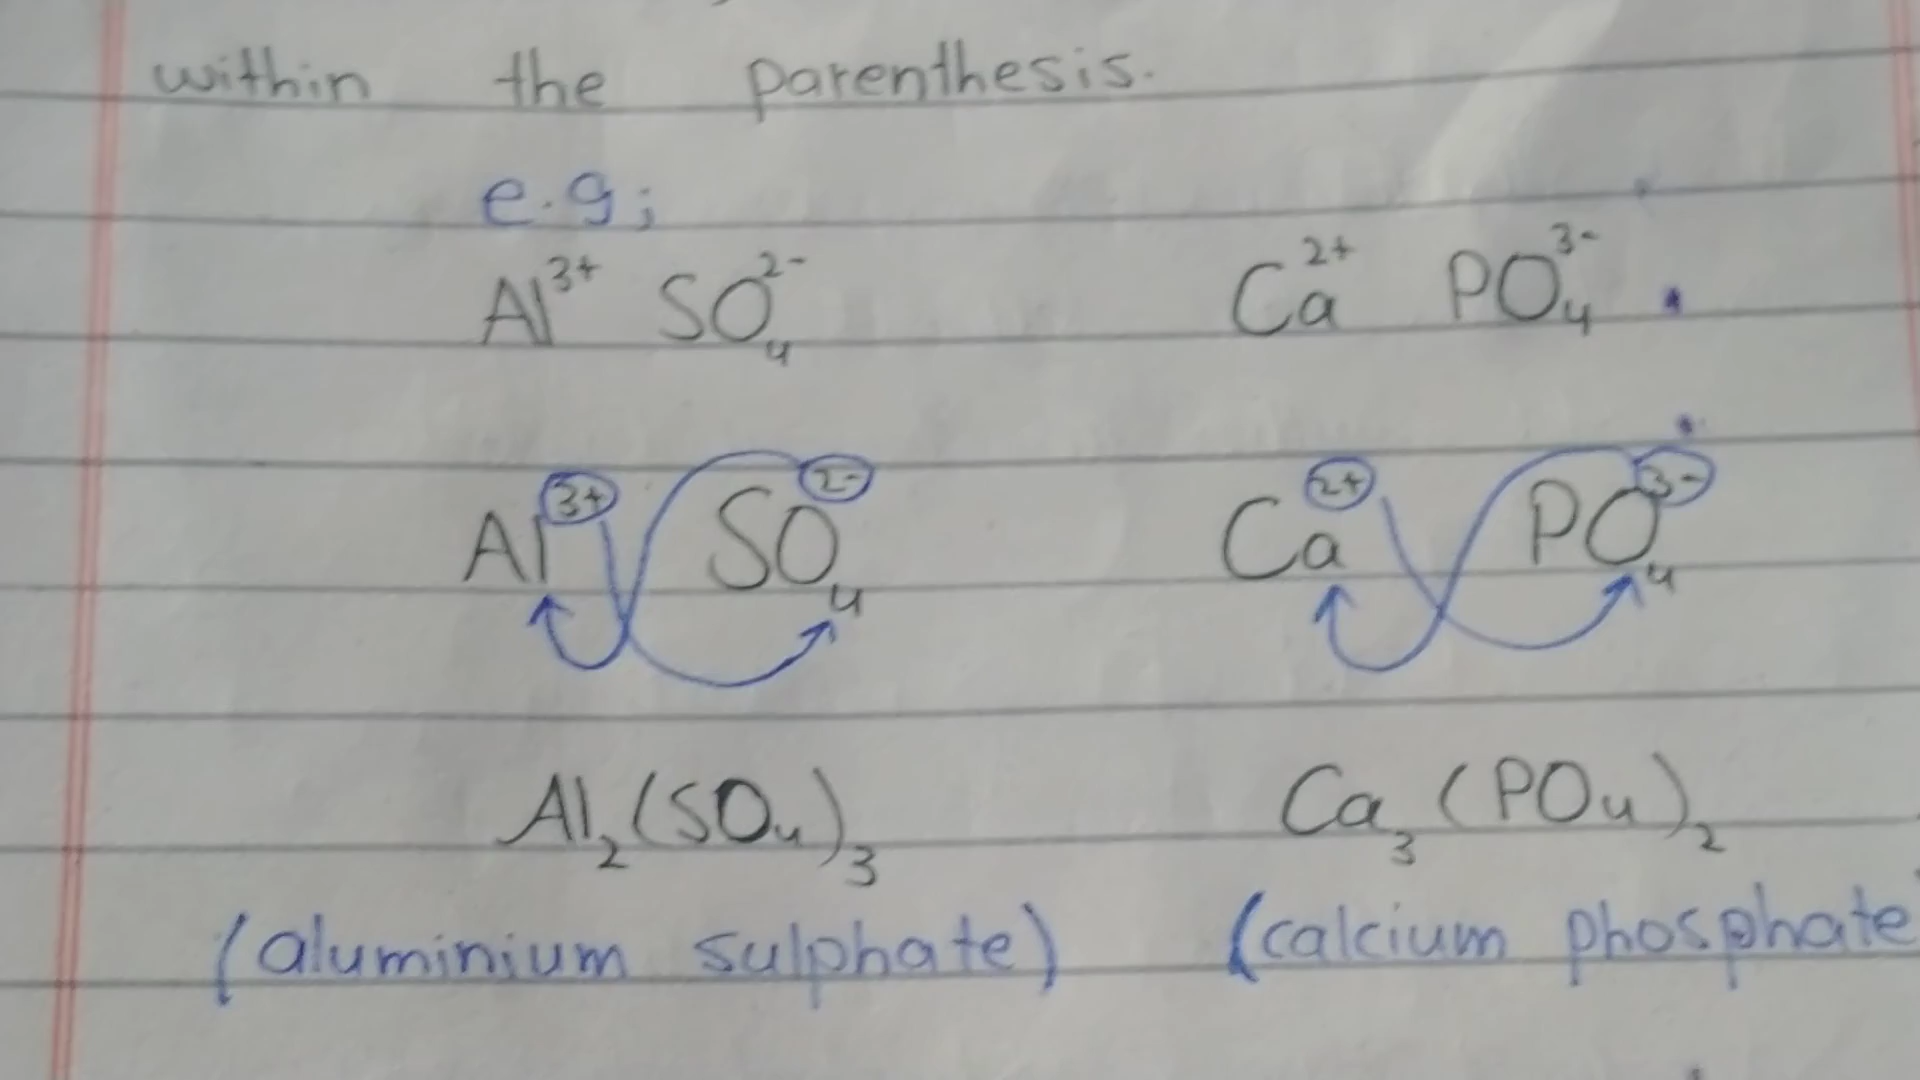 within the parenthesis.
e.g;
Al³⁺ SO₄²⁻ Ca²⁺ PO₄³⁻
Al³⁺ SO₄²⁻ Ca²⁺ PO₄³⁻
Al₂(SO₄)₃ Ca₃(PO₄)₂
(aluminium sulphate) (calcium phosphate